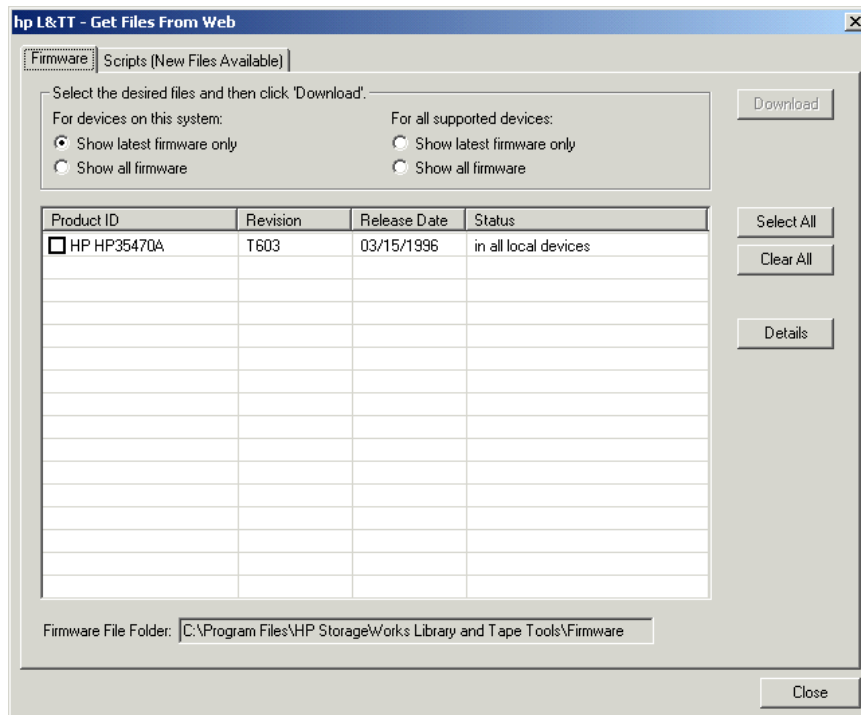 hp L&TT - Get Files From Web
Firmware Scripts (New Files Available)
Select the desired files and then click 'Download'.
Download
For devices on this system: For all supported devices:
Show latest firmware only Show latest firmware only
Show all firmware Show all firmware
Product ID Revision Release Date Status
Select All
HP HP35470A T603 03/15/1996 in all local devices
Clear All
Details
Firmware File Folder: C:\Program Files\HP StorageWorks Library and Tape Tools\Firmware
Close